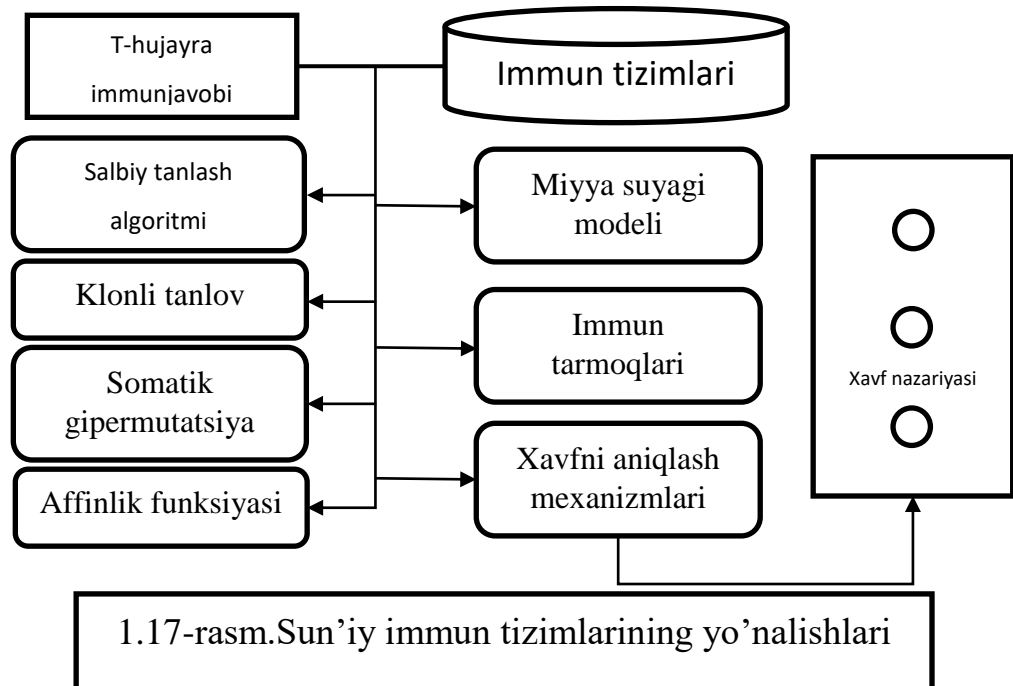 T-hujayra
immunjavobi
Immun tizimlari
Salbiy tanlash
algoritmi
Klonli tanlov
Somatik
gipermutatsiya
Affinlik funksiyasi
Miyya suyagi
modeli
Immun
tarmoqlari
Xavfni aniqlash
mexanizmlari
Xavf nazariyasi
1.17-rasm.Sun’iy immun tizimlarining yo’nalishlari